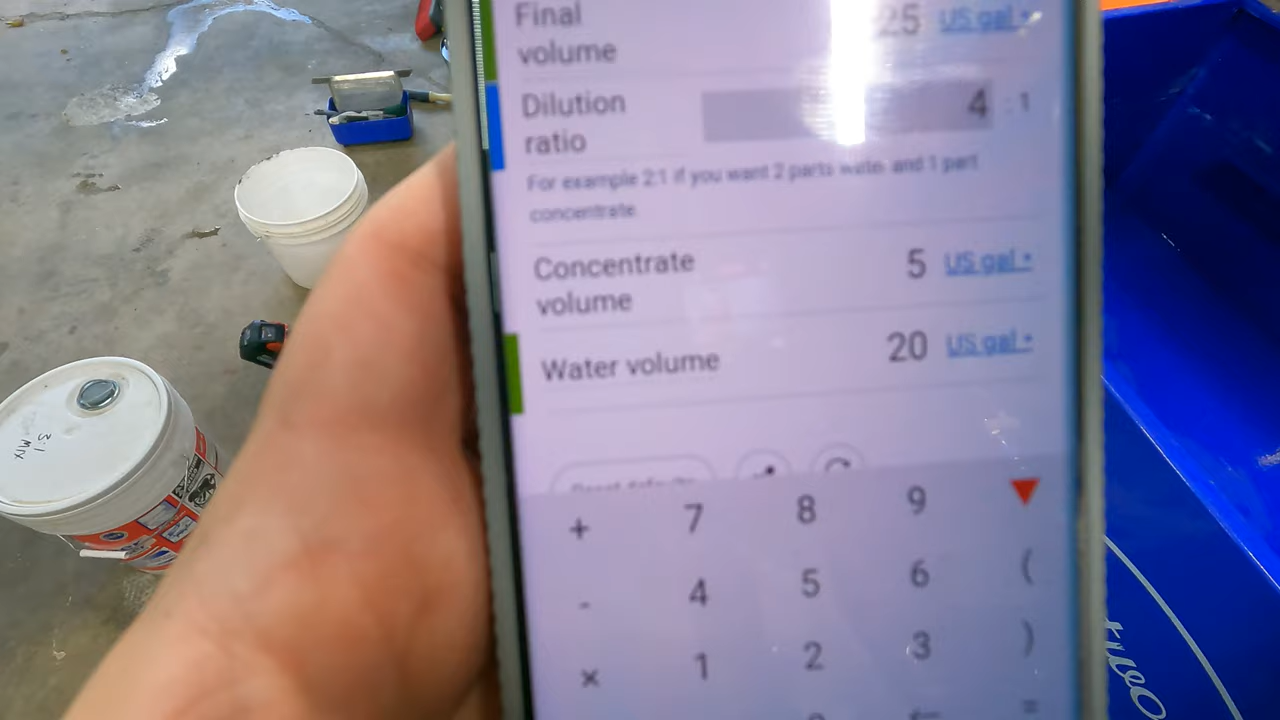 Final
volume
25 US gal
Dilution
ratio
4 : 1
For example 2:1 if you want 2 parts water and 1 part
concentrate.
Concentrate
volume
5 US gal
Water volume
20 US gal
+ 7 8 9
- 4 5 6 (
× 1 2 3 )
=
3:1
MIX